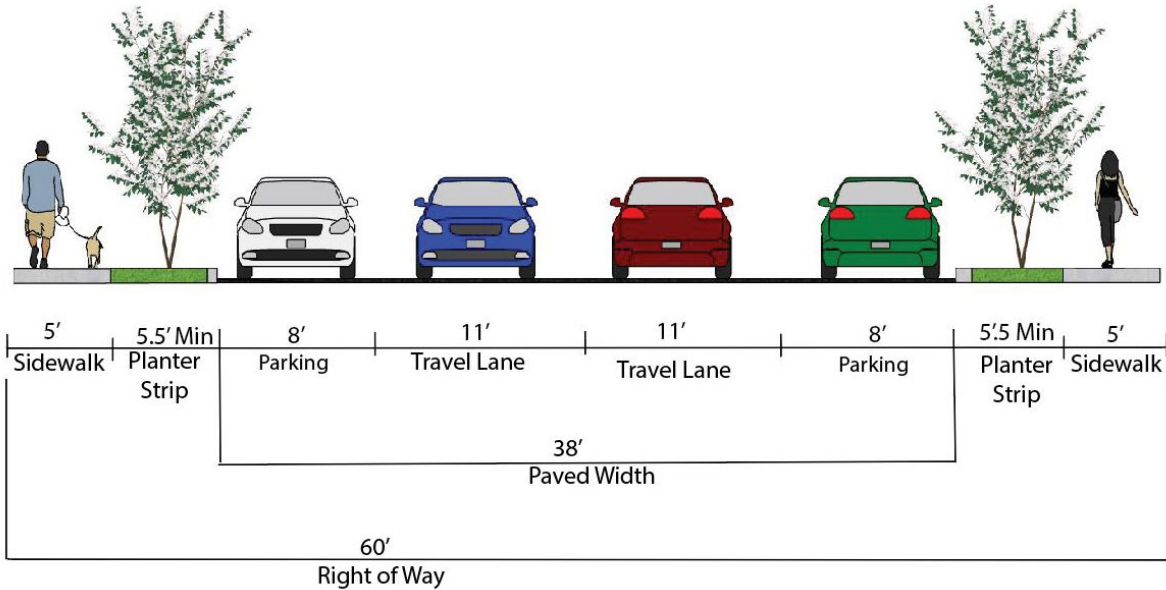 5’ 5.5’ Min 8’ 11’ 11’ 8’ 5’.5 Min 5’
Sidewalk Planter Parking Travel Lane Travel Lane Parking Planter Sidewalk
Strip Strip
38’
Paved Width
60’
Right of Way